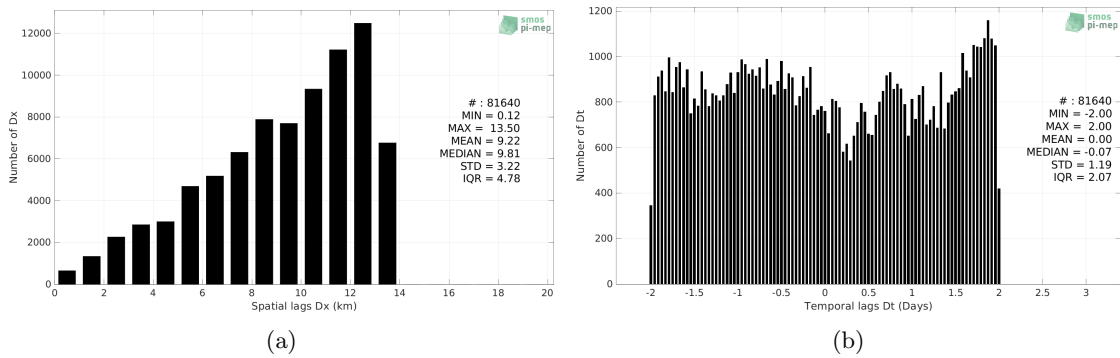 smos
pi-mep
12000
10000
8000
6000
4000
2000
0
Number of Dx
# : 81640
MIN = 0.12
MAX = 13.50
MEAN = 9.22
MEDIAN = 9.81
STD = 3.22
IQR = 4.78
0 2 4 6 8 10 12 14 16 18 20
Spatial lags Dx (km)
(a)
smos
pi-mep
1200
1000
800
600
400
200
0
Number of Dt
# : 81640
MIN = -2.00
MAX = 2.00
MEAN = 0.00
MEDIAN = -0.07
STD = 1.19
IQR = 2.07
-2 -1.5 -1 -0.5 0 0.5 1 1.5 2 2.5 3
Temporal lags Dt (Days)
(b)